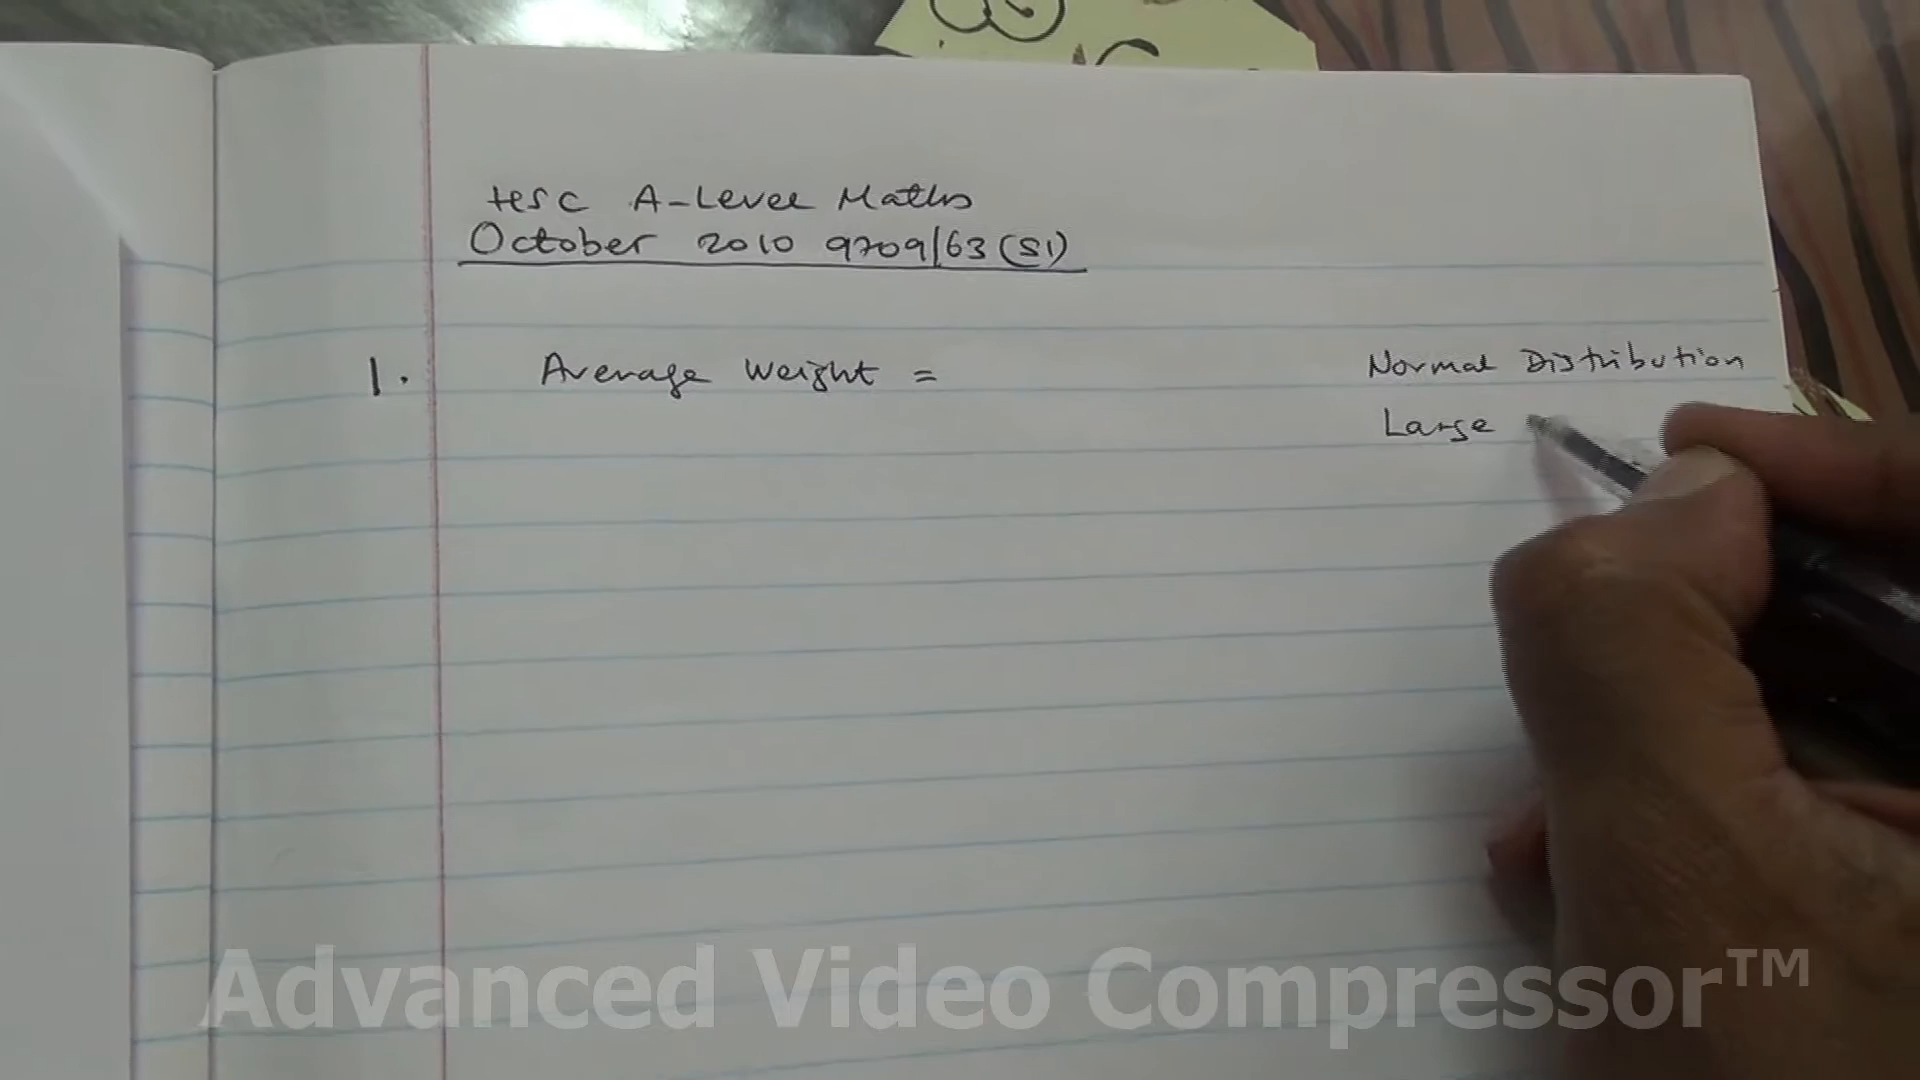 HSC A-Level Maths
October 2010 9709/63 (S1)
1. Average Weight =
Normal Distribution
Large
Advanced Video Compressor™